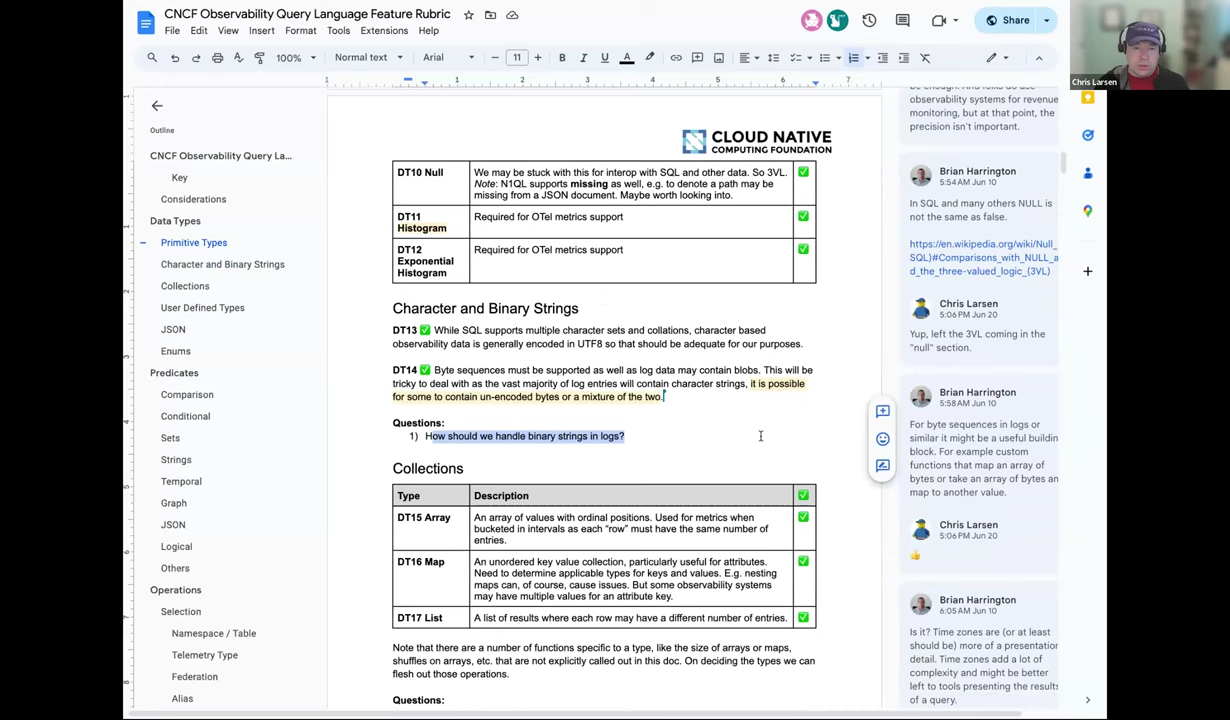 CNCF Observability Query Language Feature Rubric
File Edit View Insert Format Tools Extensions Help
Share
100%
Normal text
Arial
11
B I U A
1 1 2 3 4 5 6 7
Chris Larsen
Outline
CNCF Observability Query La...
Key
Considerations
Data Types
Primitive Types
Character and Binary Strings
Collections
User Defined Types
JSON
Enums
Predicates
Comparison
Conditional
Sets
Strings
Temporal
Graph
JSON
Logical
Others
Operations
Selection
Namespace / Table
Telemetry Type
Federation
Alias
CLOUD NATIVE
COMPUTING FOUNDATION
DT10 Null
We may be stuck with this for interop with SQL and other data. So 3VL.
Note: N1QL supports missing as well, e.g. to denote a path may be
missing from a JSON document. Maybe worth looking into.
DT11
Histogram
Required for OTel metrics support
DT12
Exponential
Histogram
Required for OTel metrics support
Character and Binary Strings
DT13 ✅ While SQL supports multiple character sets and collations, character based
observability data is generally encoded in UTF8 so that should be adequate for our purposes.
DT14 ✅ Byte sequences must be supported as well as log data may contain blobs. This will be
tricky to deal with as the vast majority of log entries will contain character strings, it is possible
for some to contain un-encoded bytes or a mixture of the two.
Questions:
1) How should we handle binary strings in logs?
Collections
Type Description ✅
DT15 Array
An array of values with ordinal positions. Used for metrics when
bucketed in intervals as each “row” must have the same number of
entries.
DT16 Map
An unordered key value collection, particularly useful for attributes.
Need to determine applicable types for keys and values. E.g. nesting
maps can, of course, cause issues. But some observability systems
may have multiple values for an attribute key.
DT17 List
A list of results where each row may have a different number of entries.
Note that there are a number of functions specific to a type, like the size of arrays or maps,
shuffles on arrays, etc. that are not explicitly called out in this doc. On deciding the types we can
flesh out those operations.
Questions:
observability systems for revenue
monitoring, but at that point, the
precision isn't important.
Brian Harrington
5:54 AM Jun 10
In SQL and many others NULL is
not the same as false.
https://en.wikipedia.org/wiki/Null_
SQL)#Comparisons_with_NULL_a
d_the_three-valued_logic_(3VL)
Chris Larsen
5:06 PM Jun 20
Yup, left the 3VL coming in the
"null" section.
Brian Harrington
5:58 AM Jun 10
For byte sequences in logs or
similar it might be a useful buildin
block. For example custom
functions that map an array of
bytes or take an array of bytes an
map to another value.
Chris Larsen
5:06 PM Jun 20
👍
Brian Harrington
6:05 AM Jun 10
Is it? Time zones are (or at least
should be) more of a presentation
detail. Time zones add a lot of
complexity and might be better
left to tools presenting the results
of a query.